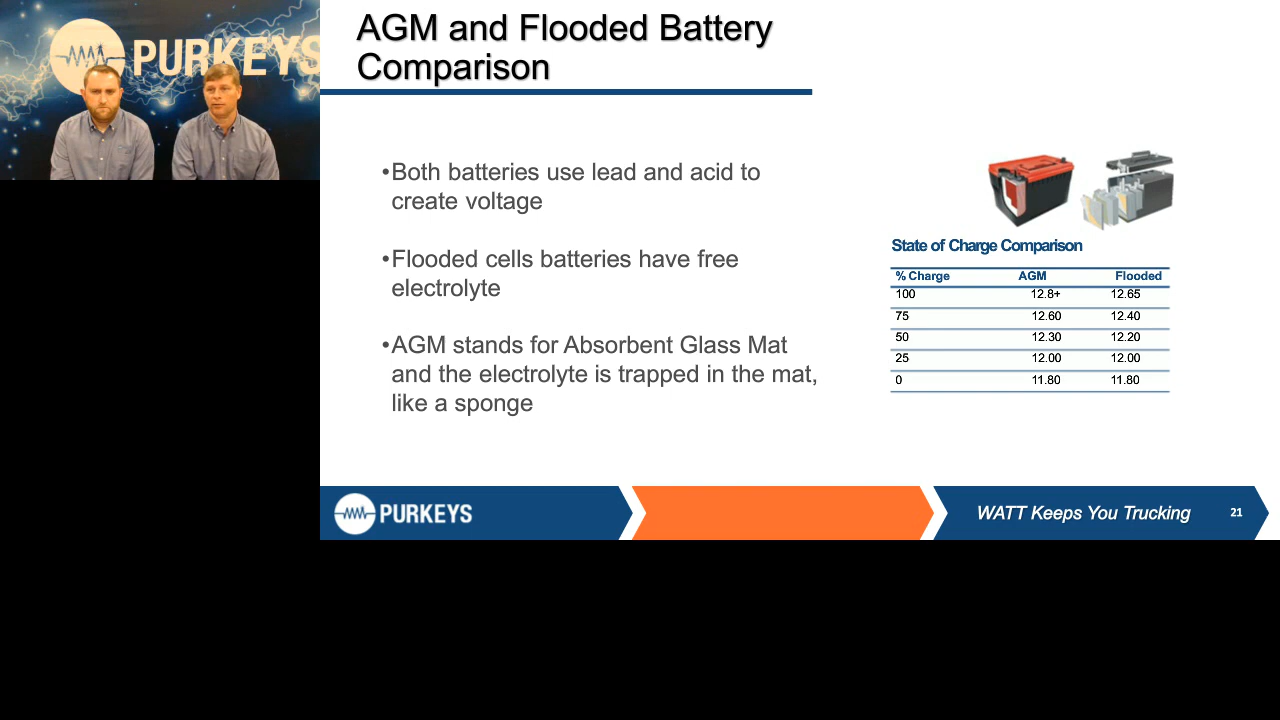 PURKEYS
AGM and Flooded Battery
Comparison
•Both batteries use lead and acid to
create voltage
•Flooded cells batteries have free
electrolyte
•AGM stands for Absorbent Glass Mat
and the electrolyte is trapped in the mat,
like a sponge
State of Charge Comparison
% Charge AGM Flooded
100 12.8+ 12.65
75 12.60 12.40
50 12.30 12.20
25 12.00 12.00
0 11.80 11.80
PURKEYS
WATT Keeps You Trucking 21